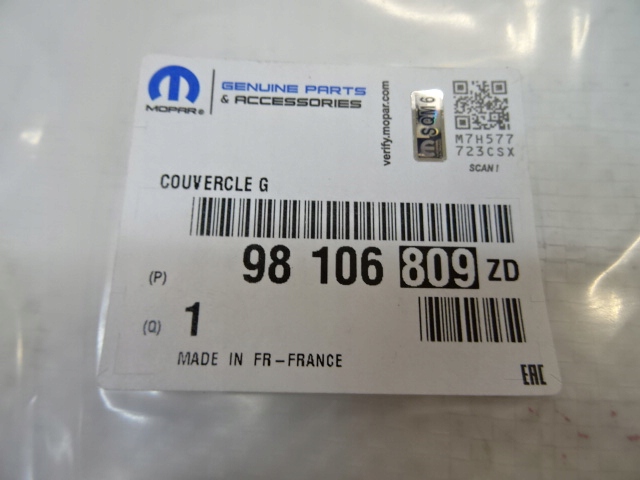 MOPAR®
GENUINE PARTS
& ACCESSORIES
verify.mopar.com
SQM6
M7H577
723CSX
SCAN!
COUVERCLE G
(P) 98 106 809 ZD
(Q) 1
MADE IN FR-FRANCE
EAC